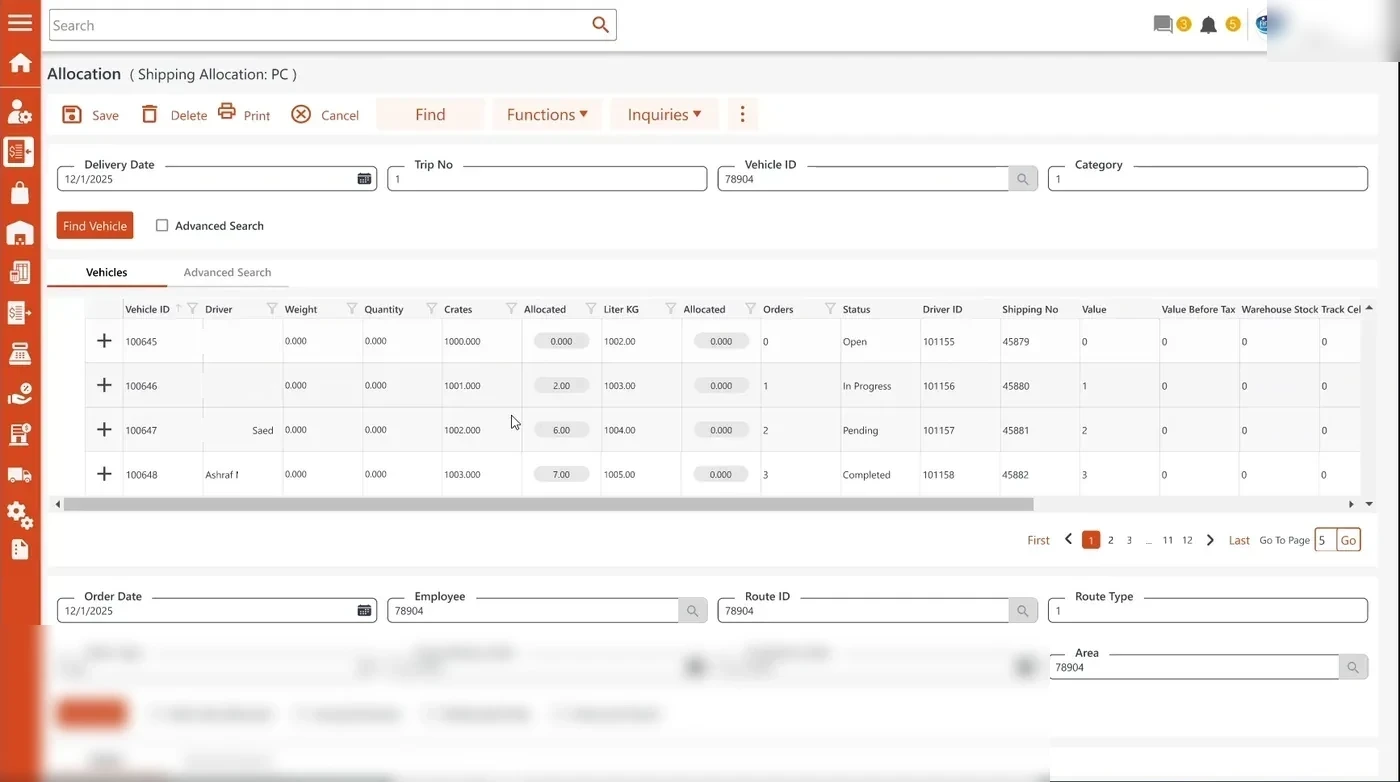 Search
3 5
Allocation ( Shipping Allocation: PC )
Save Delete Print Cancel Find Functions Inquiries
Delivery Date Trip No Vehicle ID Category
12/1/2025 1 78904 1
Find Vehicle Advanced Search
Vehicles Advanced Search
Vehicle ID Driver Weight Quantity Crates Allocated Liter KG Allocated Orders Status Driver ID Shipping No Value Value Before Tax Warehouse Stock Track Cel
100645 0.000 0.000 1000.000 0.000 1002.00 0.000 0 Open 101155 45879 0 0 0 0
100646 0.000 0.000 1001.000 2.00 1003.00 0.000 1 In Progress 101156 45880 1 0 0 0
100647 Saed 0.000 0.000 1002.000 6.00 1004.00 0.000 2 Pending 101157 45881 2 0 0 0
100648 Ashraf 0.000 0.000 1003.000 7.00 1005.00 0.000 3 Completed 101158 45882 3 0 0 0
First 1 2 3 ... 11 12 Last Go To Page 5 Go
Order Date Employee Route ID Route Type
12/1/2025 78904 78904 1
Area
78904